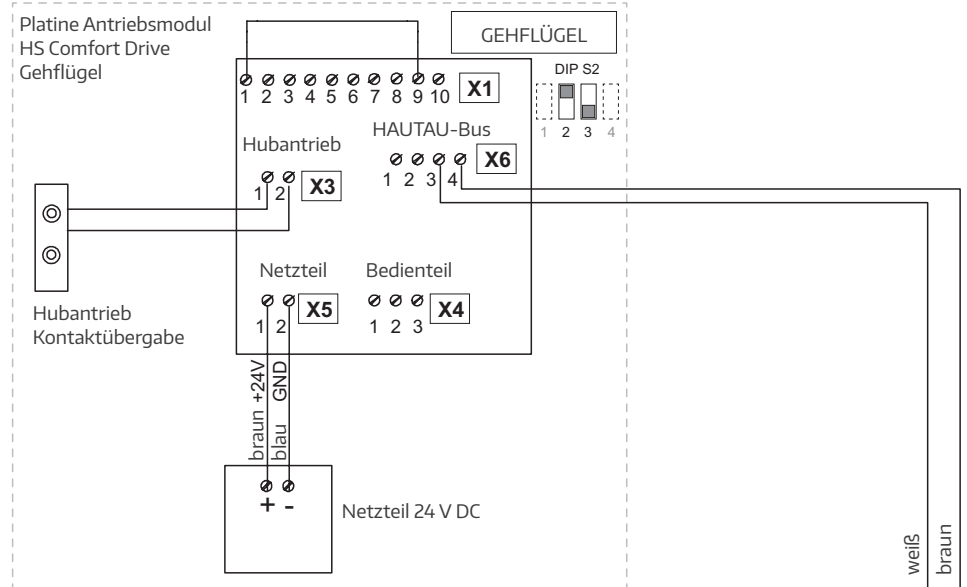 Platine Antriebsmodul
HS Comfort Drive
Gehflügel
GEHFLÜGEL
DIP S2
1 2 3 4
1 2 3 4 5 6 7 8 9 10 X1
Hubantrieb
1 2 X3
HAUTAU-Bus
1 2 3 4 X6
Hubantrieb
Kontaktübergabe
Netzteil
1 2 X5
Bedienteil
1 2 3 X4
braun +24V
blau GND
+ -
Netzteil 24 V DC
weiß
braun